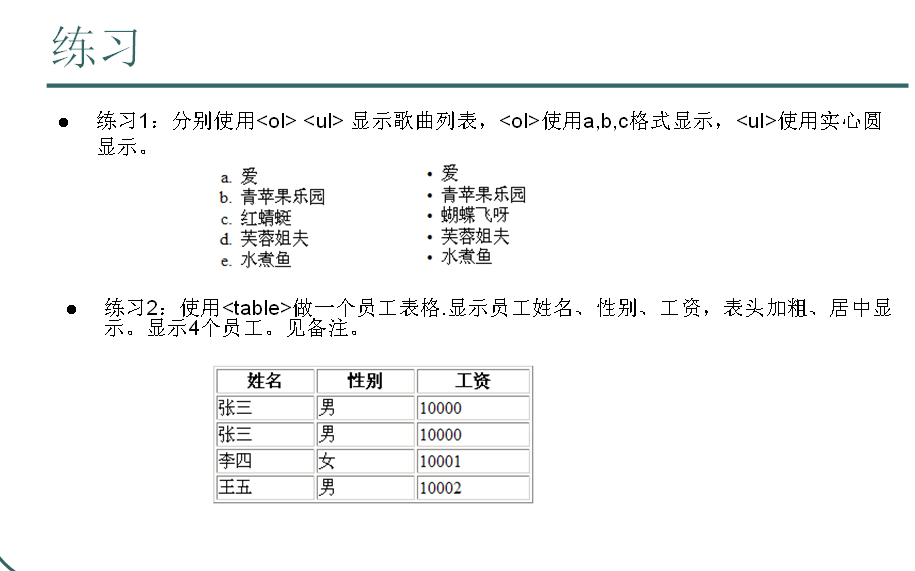 练习
● 练习1：分别使用<ol> <ul> 显示歌曲列表，<ol>使用a,b,c格式显示，<ul>使用实心圆
显示。
a. 爱
b. 青苹果乐园
c. 红蜻蜓
d. 芙蓉姐夫
e. 水煮鱼
• 爱
• 青苹果乐园
• 蝴蝶飞呀
• 芙蓉姐夫
• 水煮鱼
● 练习2：使用<table>做一个员工表格.显示员工姓名、性别、工资，表头加粗、居中显
示。显示4个员工。见备注。
姓名 性别 工资
张三 男 10000
张三 男 10000
李四 女 10001
王五 男 10002